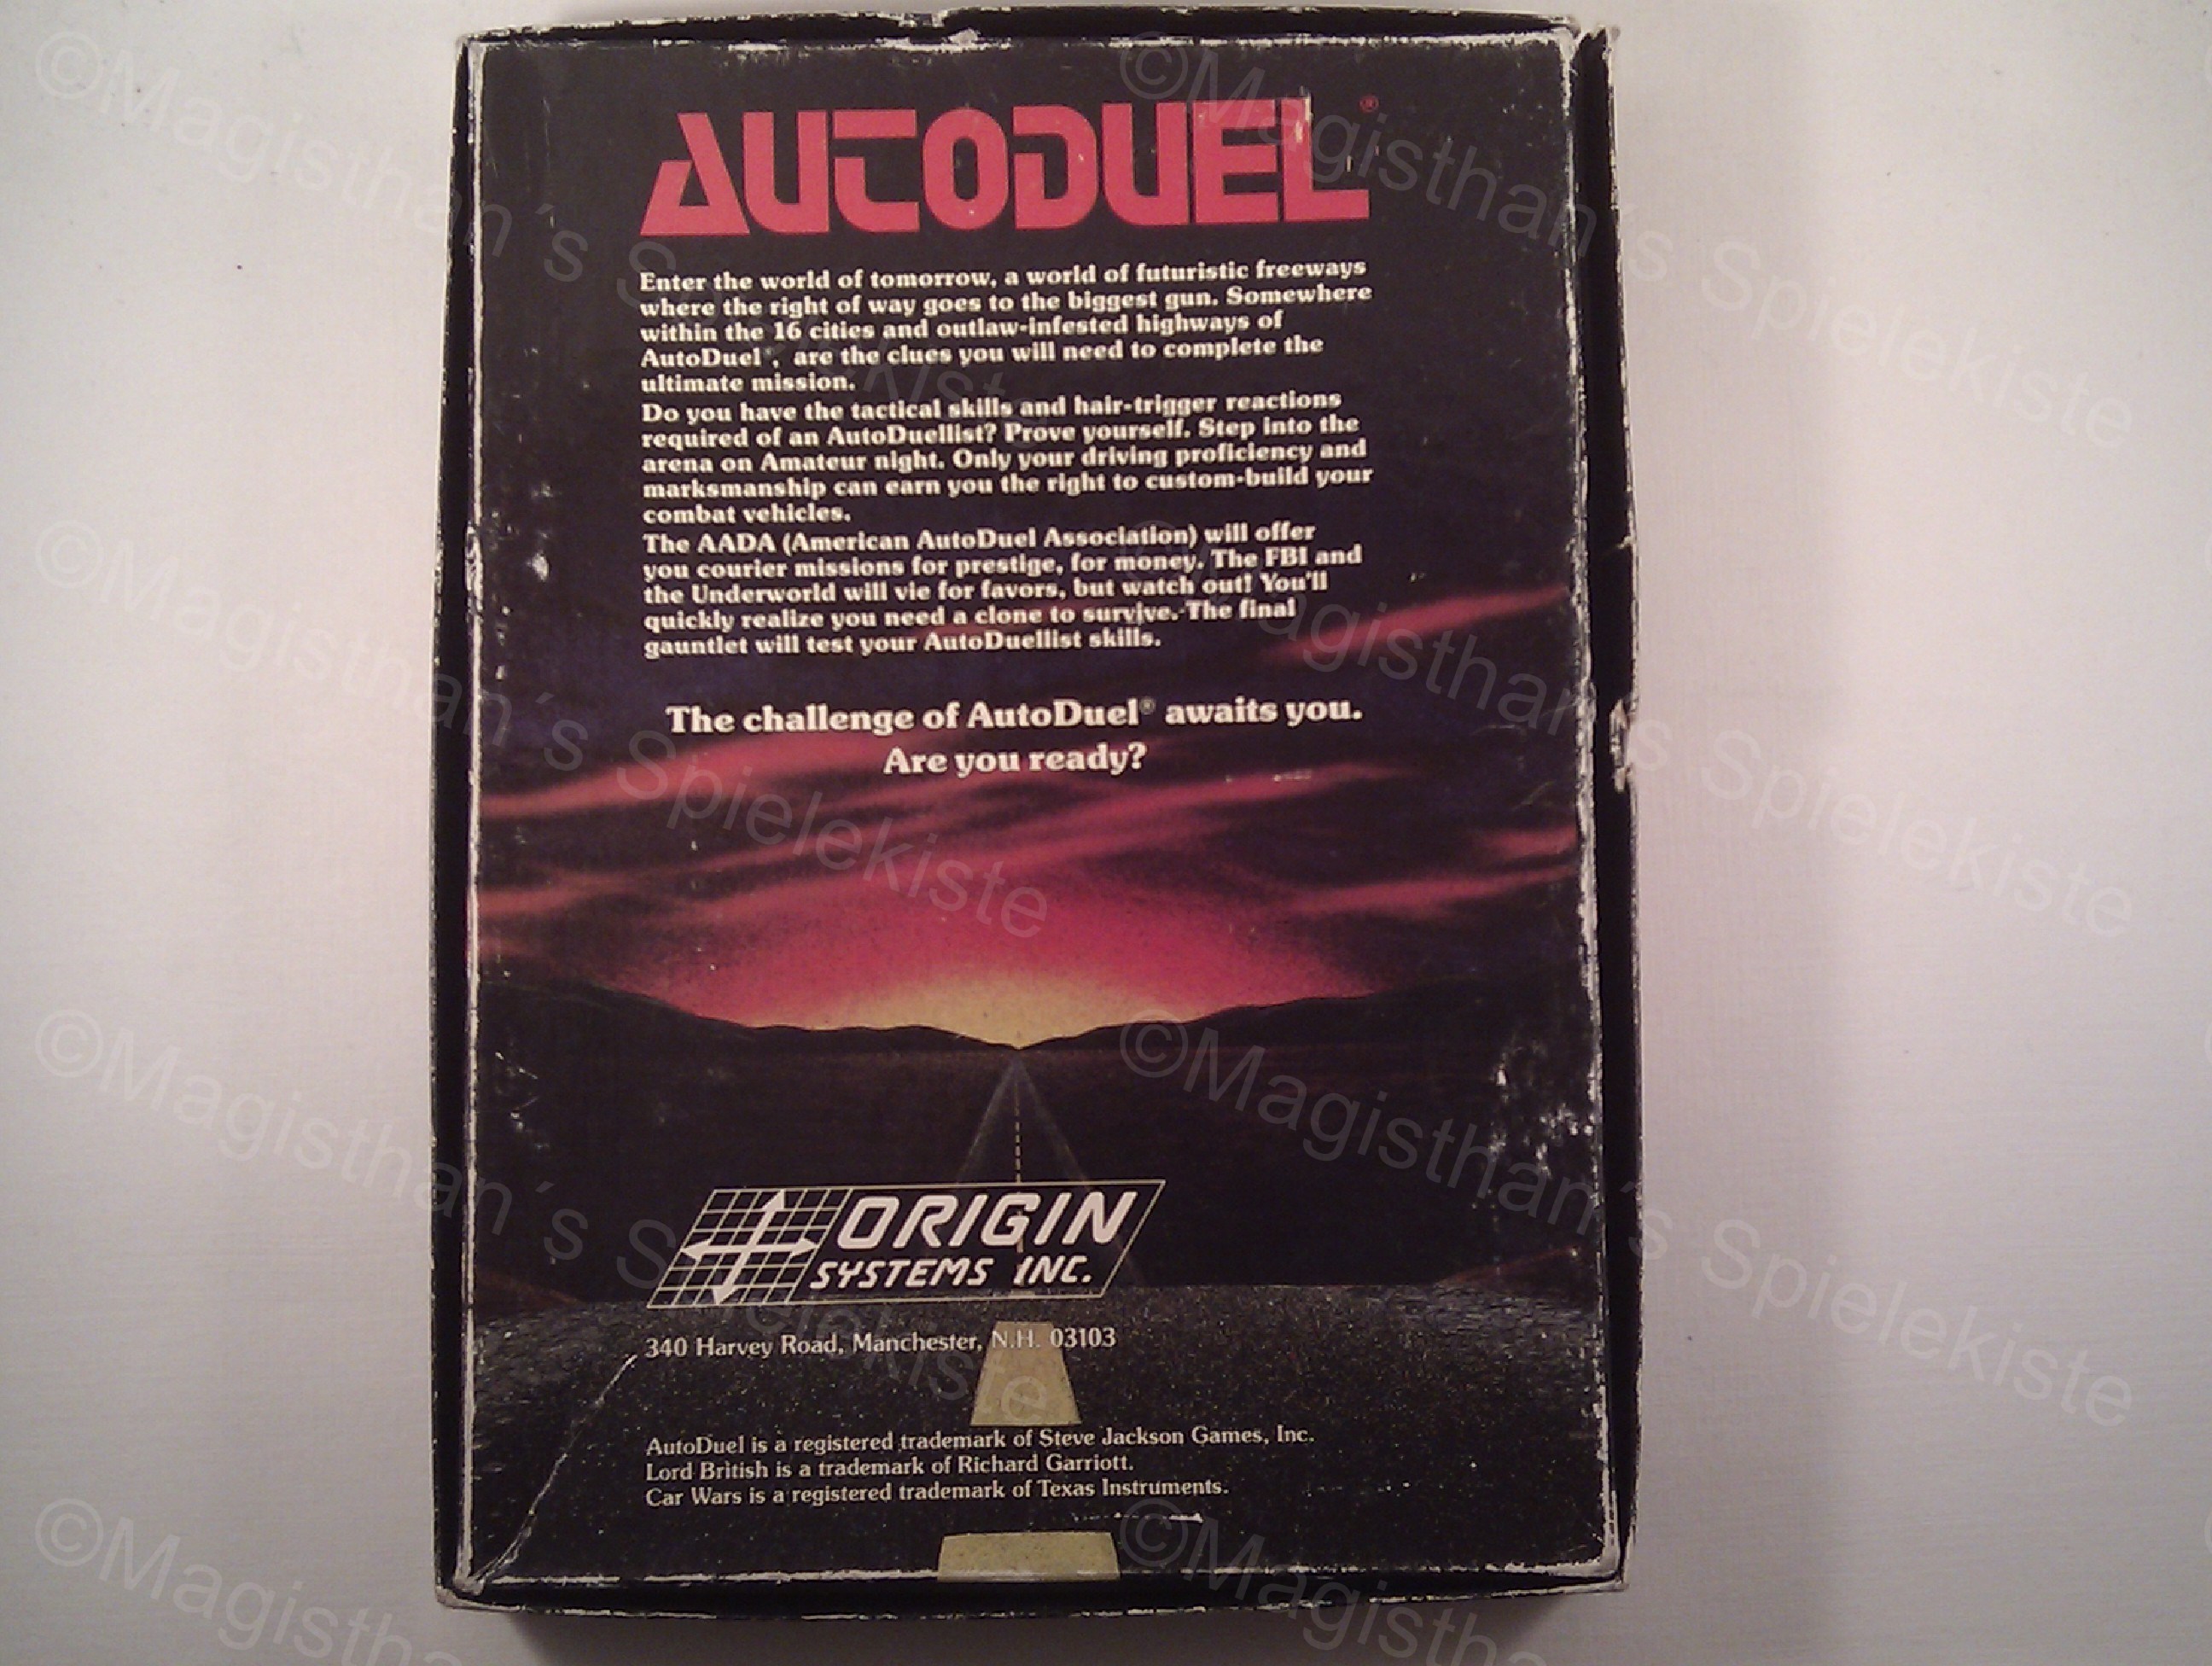 AUTODUEL®
Enter the world of tomorrow, a world of futuristic freeways
where the right of way goes to the biggest gun. Somewhere
within the 16 cities and outlaw-infested highways of
AutoDuel®, are the clues you will need to complete the
ultimate mission.
Do you have the tactical skills and hair-trigger reactions
required of an AutoDuellist? Prove yourself. Step into the
arena on Amateur night. Only your driving proficiency and
marksmanship can earn you the right to custom-build your
combat vehicles.
The AADA (American AutoDuel Association) will offer
you courier missions for prestige, for money. The FBI and
the Underworld will vie for favors, but watch out! You'll
quickly realize you need a clone to survive. The final
gauntlet will test your AutoDuellist skills.
The challenge of AutoDuel® awaits you.
Are you ready?
ORIGIN
SYSTEMS INC.
340 Harvey Road, Manchester, N.H. 03103
AutoDuel is a registered trademark of Steve Jackson Games, Inc.
Lord British is a trademark of Richard Garriott.
Car Wars is a registered trademark of Texas Instruments.
©Magisthan´s Spielekiste
©Magisthan´s Spielekiste
©Magisthan´s Spielekiste
©Magisthan´s Spielekiste
©Magisthan´s Spielekiste
©Magisthan´s Spielekiste
©Magisthan
©Magisthan